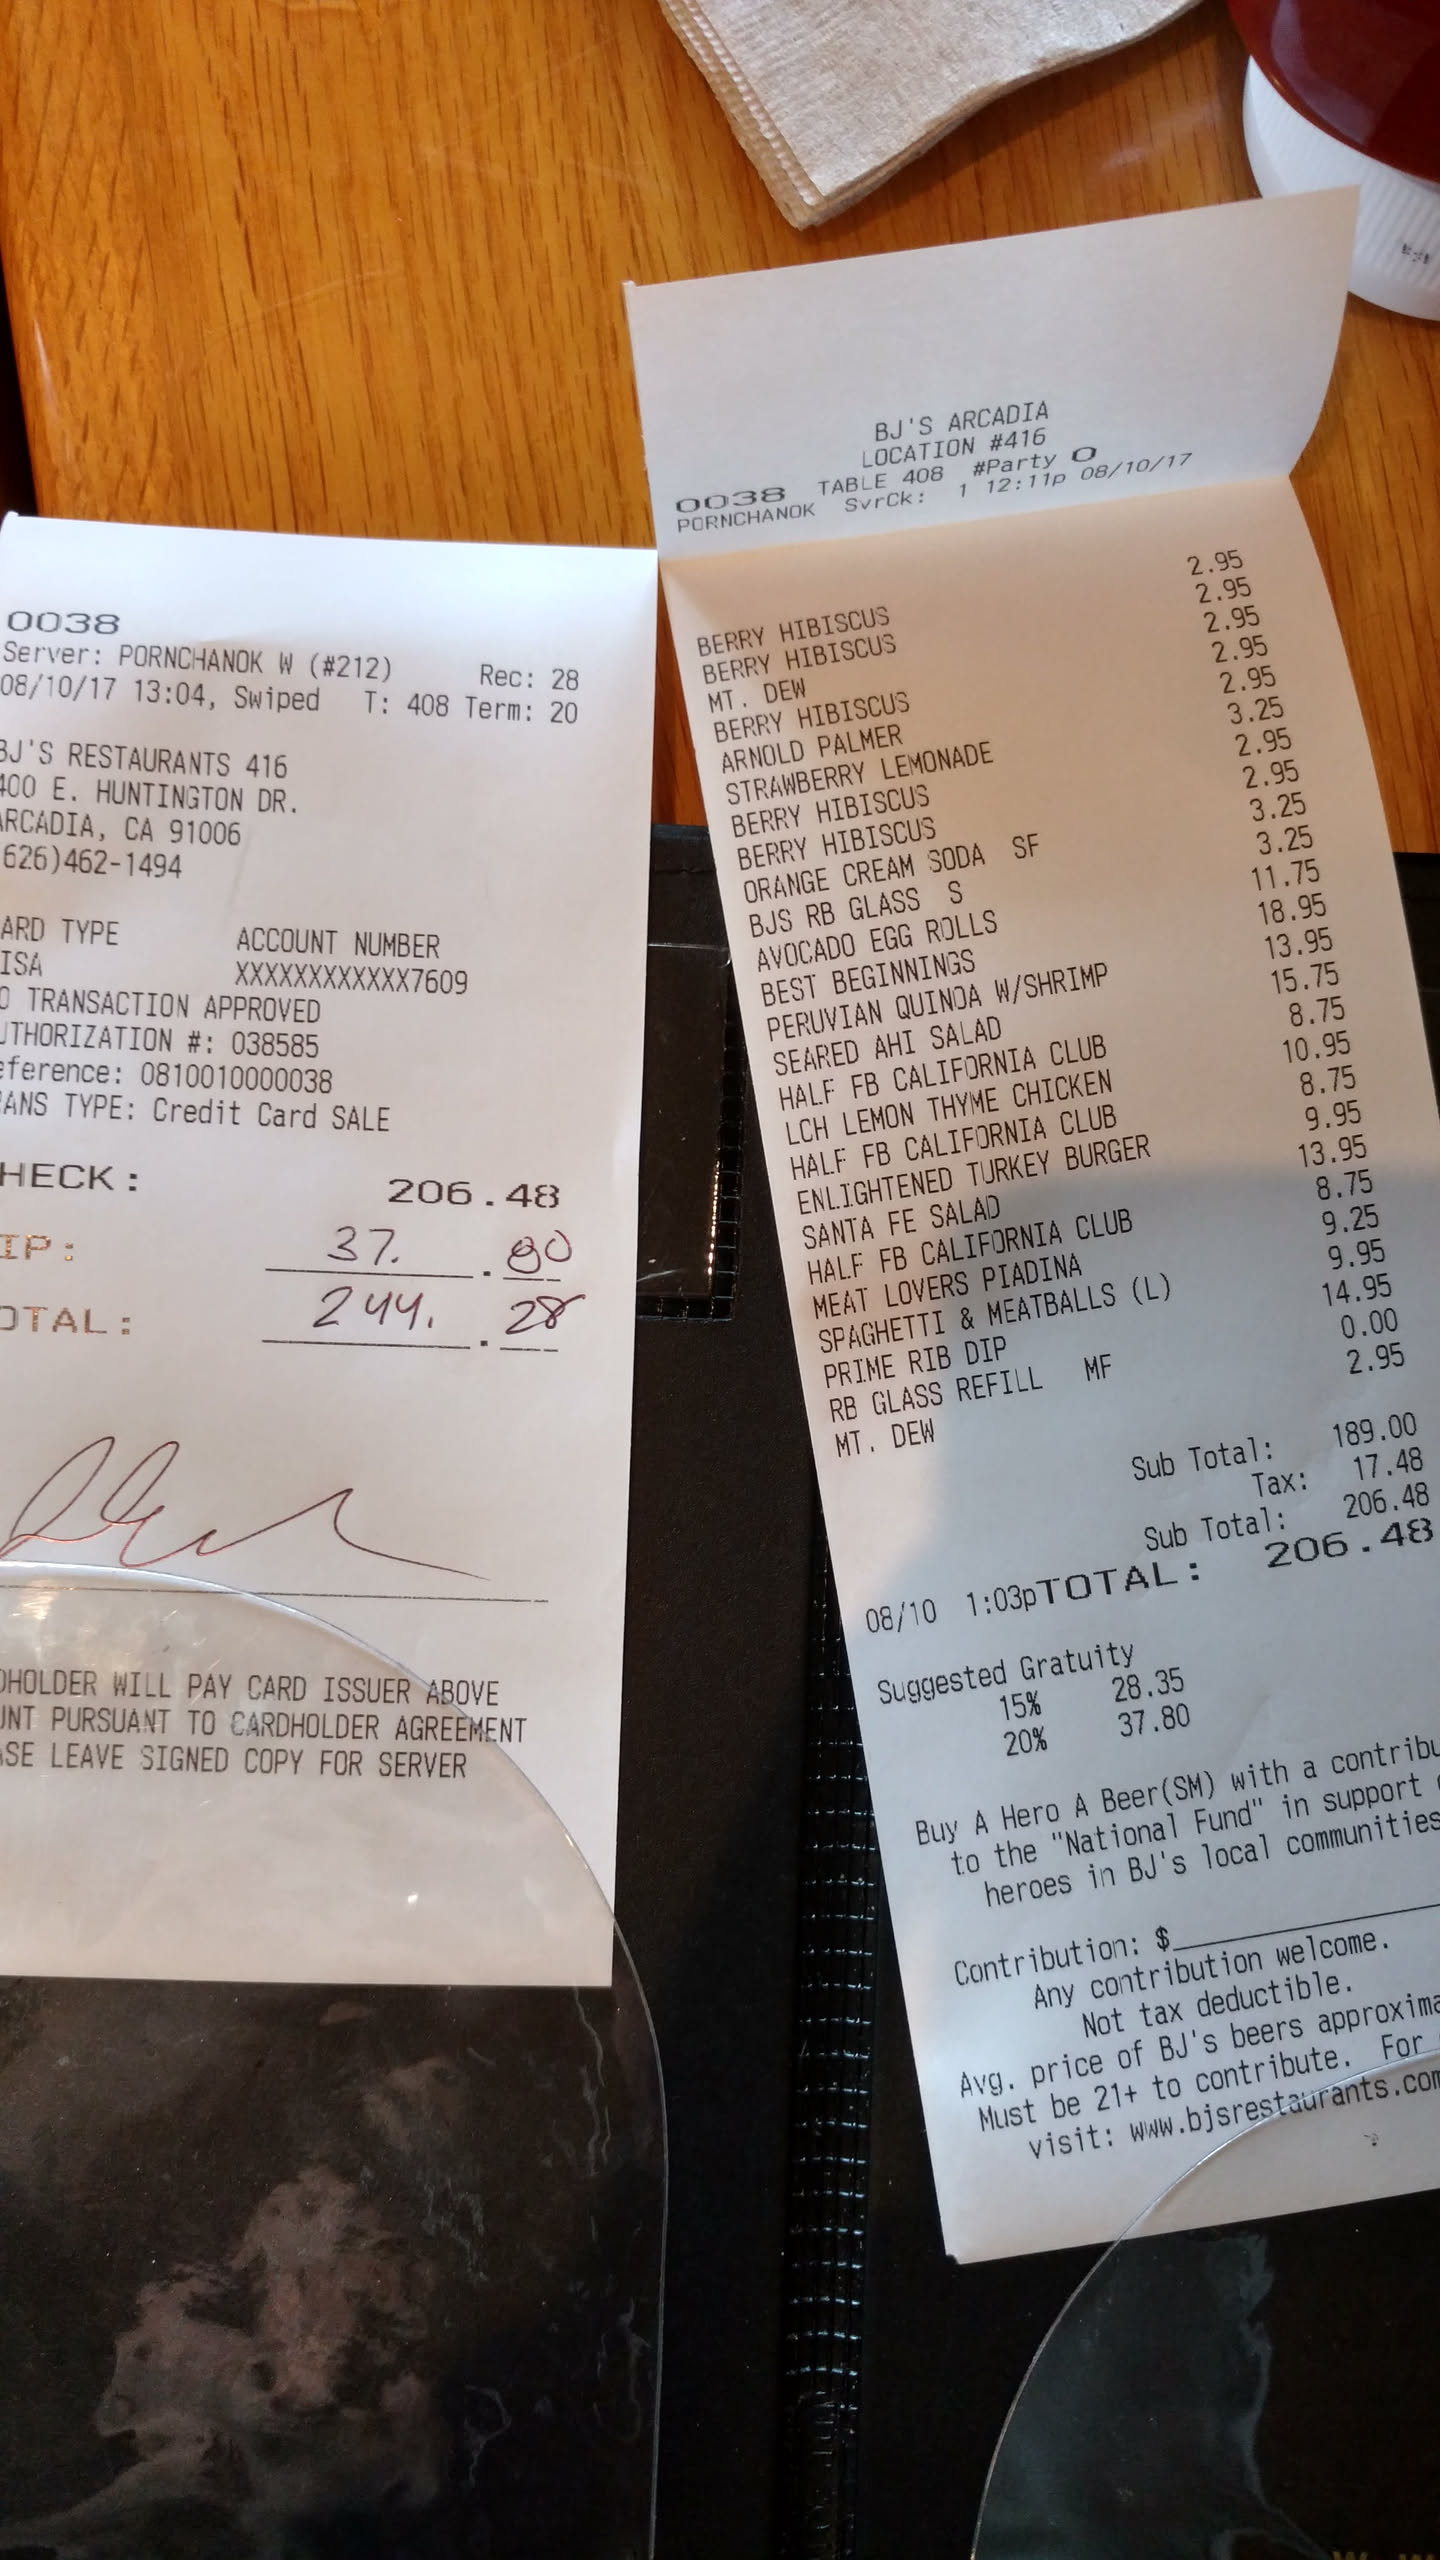 0038
Server: PORNCHANOK W (#212) Rec: 28
08/10/17 13:04, Swiped T: 408 Term: 20
BJ'S RESTAURANTS 416
400 E. HUNTINGTON DR.
ARCADIA, CA 91006
626)462-1494
ARD TYPE ACCOUNT NUMBER
ISA XXXXXXXXXXXX7609
O TRANSACTION APPROVED
UTHORIZATION #: 038585
eference: 0810010000038
ANS TYPE: Credit Card SALE
HECK: 206.48
IP: 37. .80
OTAL: 244. .28
DHOLDER WILL PAY CARD ISSUER ABOVE
UNT PURSUANT TO CARDHOLDER AGREEMENT
ASE LEAVE SIGNED COPY FOR SERVER
BJ'S ARCADIA
LOCATION #416
0038 TABLE 408 #Party 0
PORNCHANOK SvrCk: 1 12:11p 08/10/17
BERRY HIBISCUS 2.95
BERRY HIBISCUS 2.95
MT. DEW 2.95
BERRY HIBISCUS 2.95
ARNOLD PALMER 2.95
STRAWBERRY LEMONADE 3.25
BERRY HIBISCUS 2.95
BERRY HIBISCUS 2.95
ORANGE CREAM SODA SF 3.25
BJS RB GLASS S 3.25
AVOCADO EGG ROLLS 11.75
BEST BEGINNINGS 18.95
PERUVIAN QUINOA W/SHRIMP 13.95
SEARED AHI SALAD 15.75
HALF FB CALIFORNIA CLUB 8.75
LCH LEMON THYME CHICKEN 10.95
HALF FB CALIFORNIA CLUB 8.75
ENLIGHTENED TURKEY BURGER 9.95
SANTA FE SALAD 13.95
HALF FB CALIFORNIA CLUB 8.75
MEAT LOVERS PIADINA 9.25
SPAGHETTI & MEATBALLS (L) 9.95
PRIME RIB DIP 14.95
RB GLASS REFILL MF 0.00
MT. DEW 2.95
Sub Total: 189.00
Tax: 17.48
Sub Total: 206.48
08/10 1:03pTOTAL: 206.48
Suggested Gratuity
15% 28.35
20% 37.80
Buy A Hero A Beer(SM) with a contribu
to the "National Fund" in support
heroes in BJ's local communities
Contribution: $
Any contribution welcome.
Not tax deductible.
Avg. price of BJ's beers approxima
Must be 21+ to contribute. For
visit: www.bjsrestaurants.com